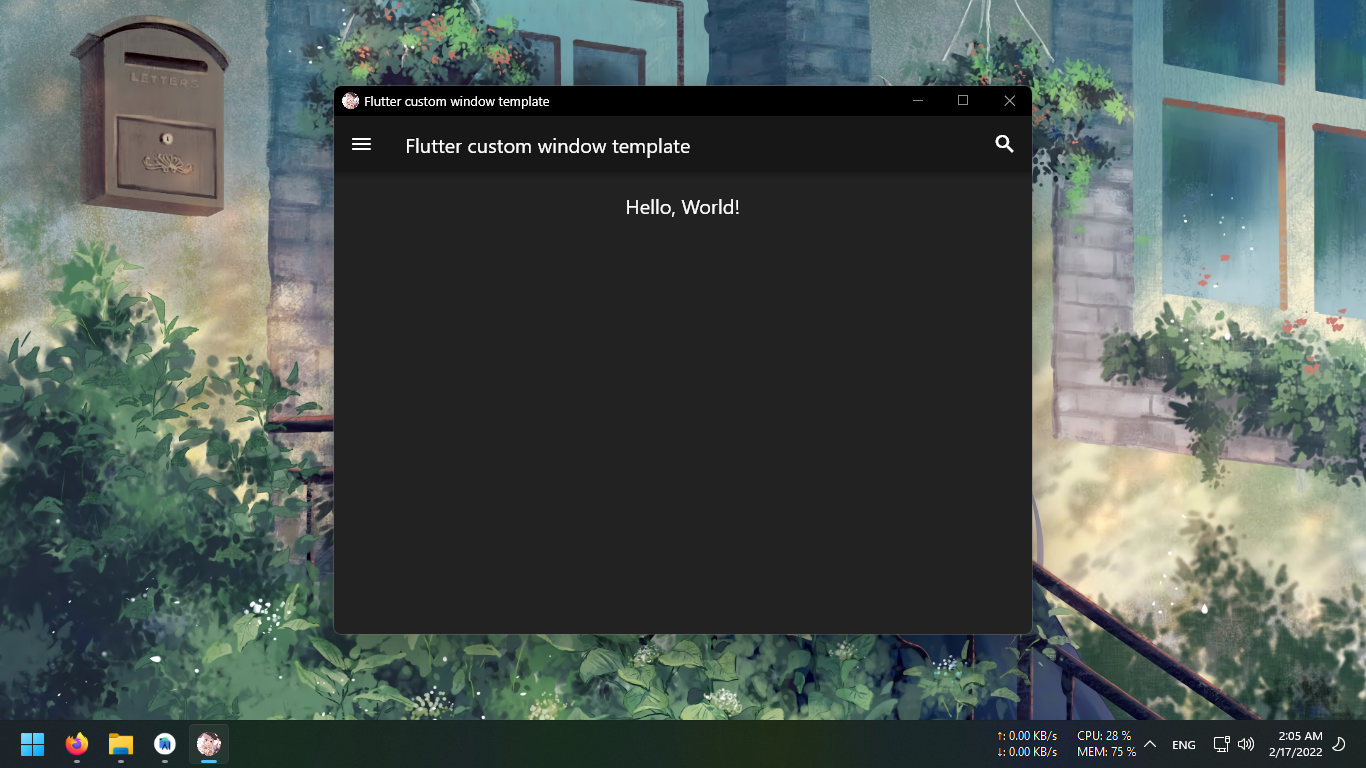 LETTERS
Flutter custom window template
Flutter custom window template
Hello, World!
↑: 0.00 KB/s CPU: 28 %
↓: 0.00 KB/s MEM: 75 %
ENG
2:05 AM
2/17/2022